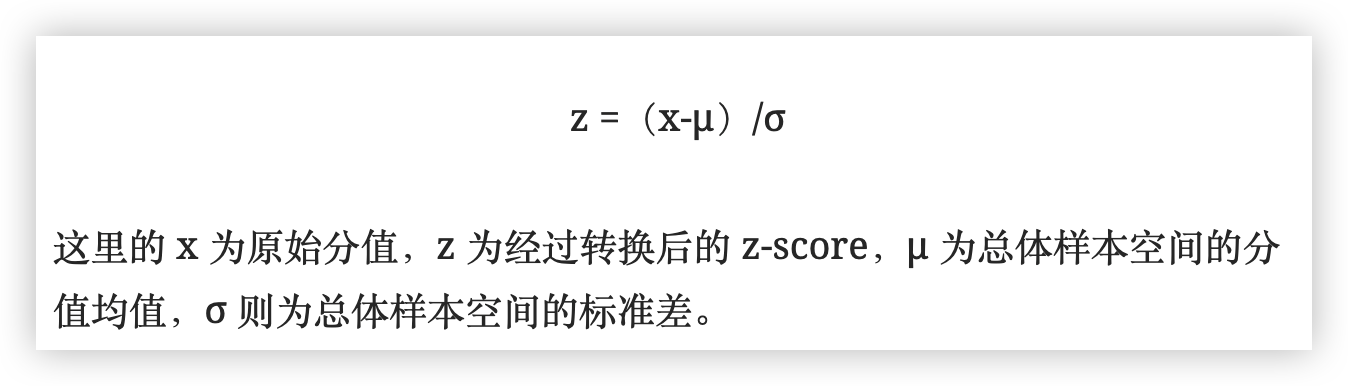 z =（x-μ）/σ
这里的 x 为原始分值，z 为经过转换后的 z-score，μ 为总体样本空间的分
值均值，σ 则为总体样本空间的标准差。